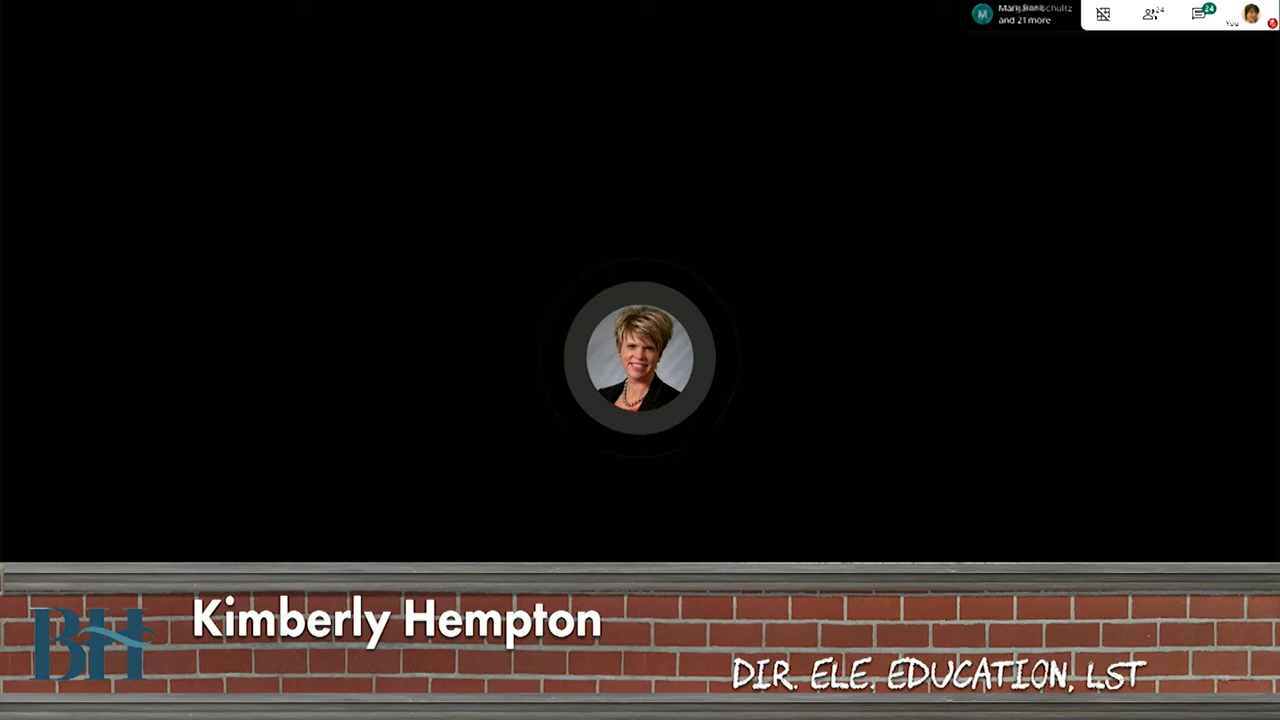 M
and 21 more
24
24
You
Kimberly Hempton
BH
DIR. ELE. EDUCATION, LST